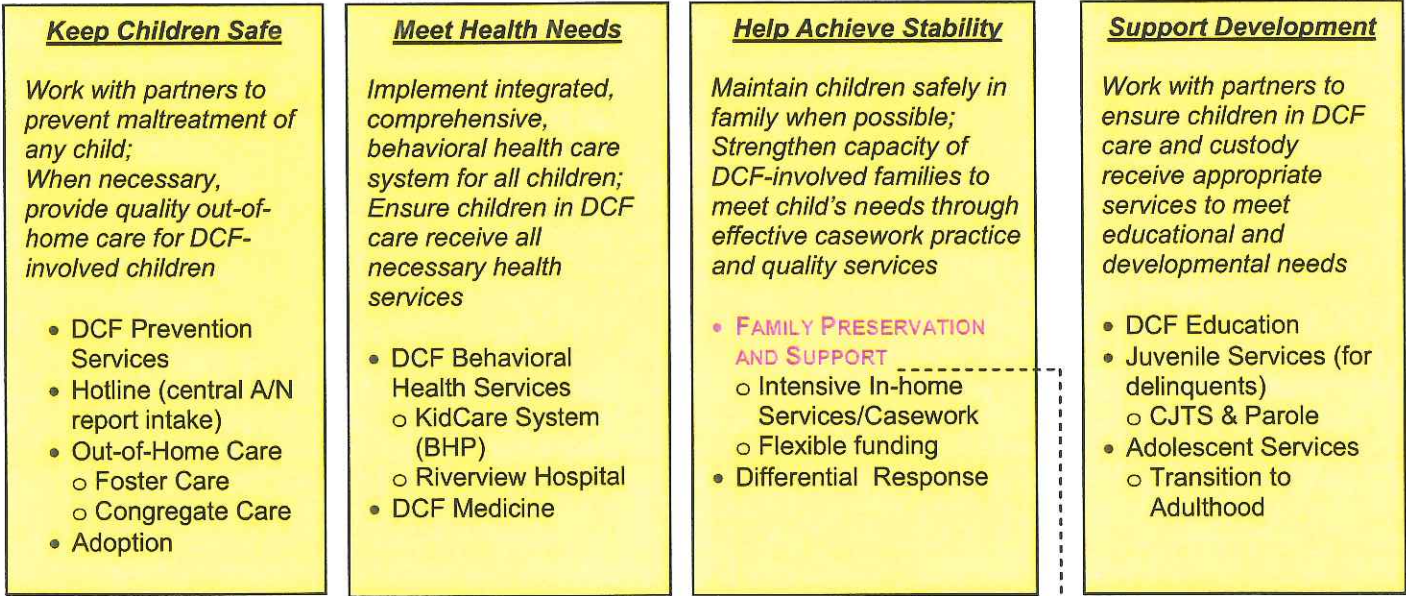 Keep Children Safe
Work with partners to
prevent maltreatment of
any child;
When necessary,
provide quality out-of-
home care for DCF-
involved children
• DCF Prevention
Services
• Hotline (central A/N
report intake)
• Out-of-Home Care
o Foster Care
o Congregate Care
• Adoption
Meet Health Needs
Implement integrated,
comprehensive,
behavioral health care
system for all children;
Ensure children in DCF
care receive all
necessary health
services
• DCF Behavioral
Health Services
o KidCare System
(BHP)
o Riverview Hospital
• DCF Medicine
Help Achieve Stability
Maintain children safely in
family when possible;
Strengthen capacity of
DCF-involved families to
meet child's needs through
effective casework practice
and quality services
• FAMILY PRESERVATION
AND SUPPORT
o Intensive In-home
Services/Casework
o Flexible funding
• Differential Response
Support Development
Work with partners to
ensure children in DCF
care and custody
receive appropriate
services to meet
educational and
developmental needs
• DCF Education
• Juvenile Services (for
delinquents)
o CJTS & Parole
• Adolescent Services
o Transition to
Adulthood